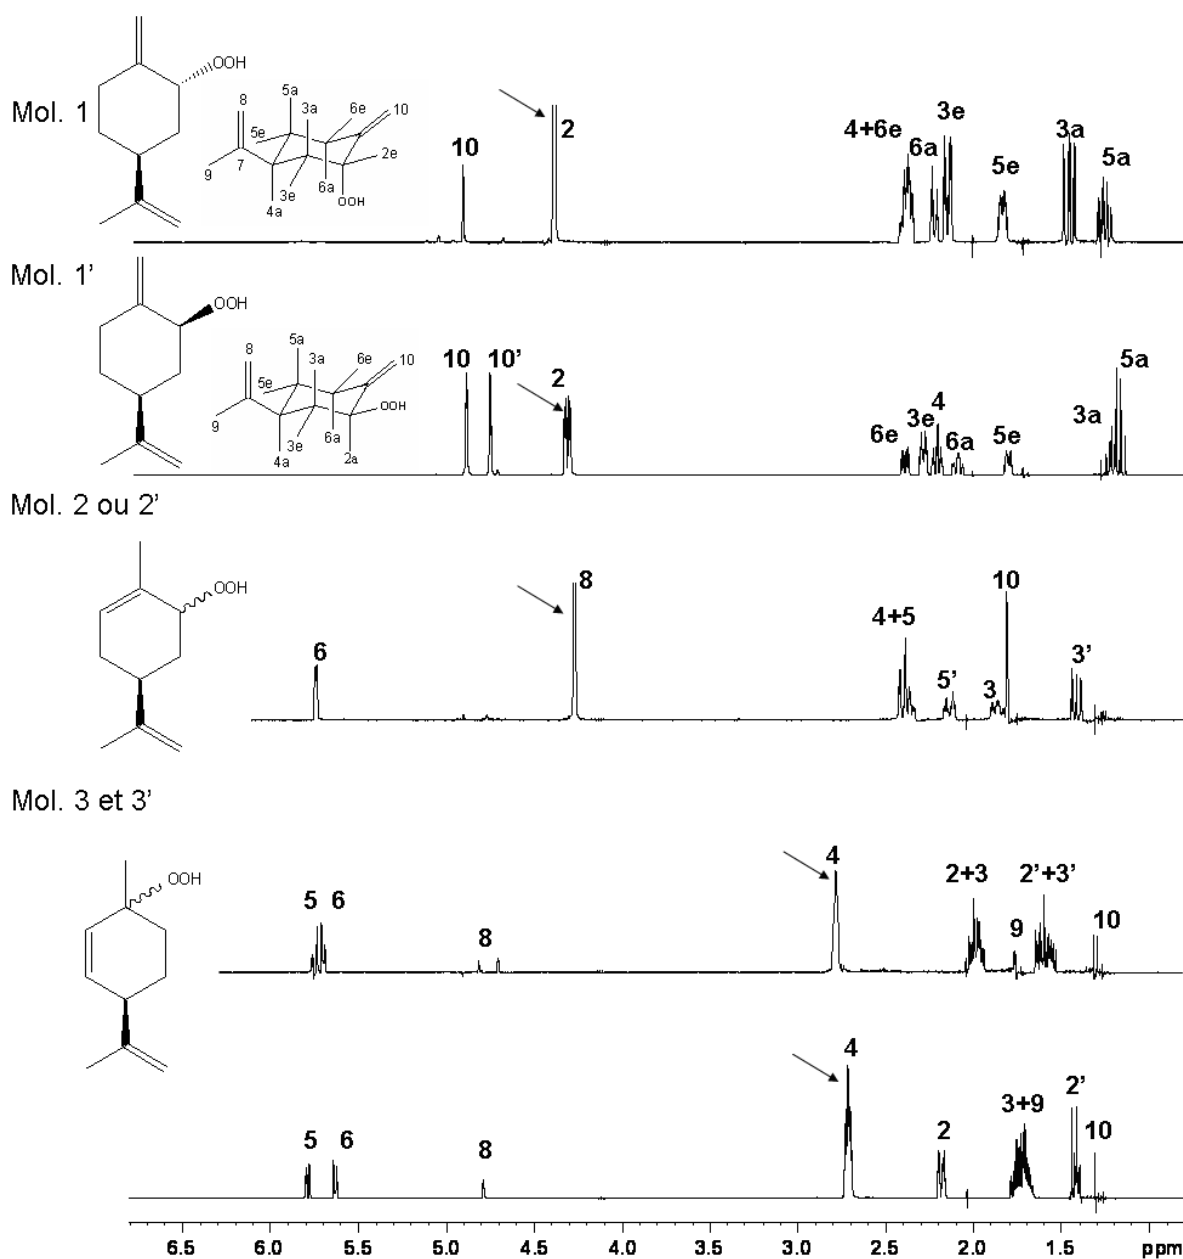 Mol. 1
OOH
8
7
9
5a
3a
6e
10
5e
2e
6a
OOH
3e
4a
10
2
4+6e
6a
3e
5e
3a
5a
Mol. 1’
OOH
8
9
5a
3a
6e
10
5e
OOH
3e
6a
4a
2a
10
10’
2
6e
3e
4
6a
5e
3a
5a
Mol. 2 ou 2’
OOH
6
8
4+5
5’
3
10
3’
Mol. 3 et 3’
OOH
5
6
8
4
2+3
9
2’+3’
10
5
6
8
4
2
3+9
2’
10
6.5 6.0 5.5 5.0 4.5 4.0 3.5 3.0 2.5 2.0 1.5 ppm